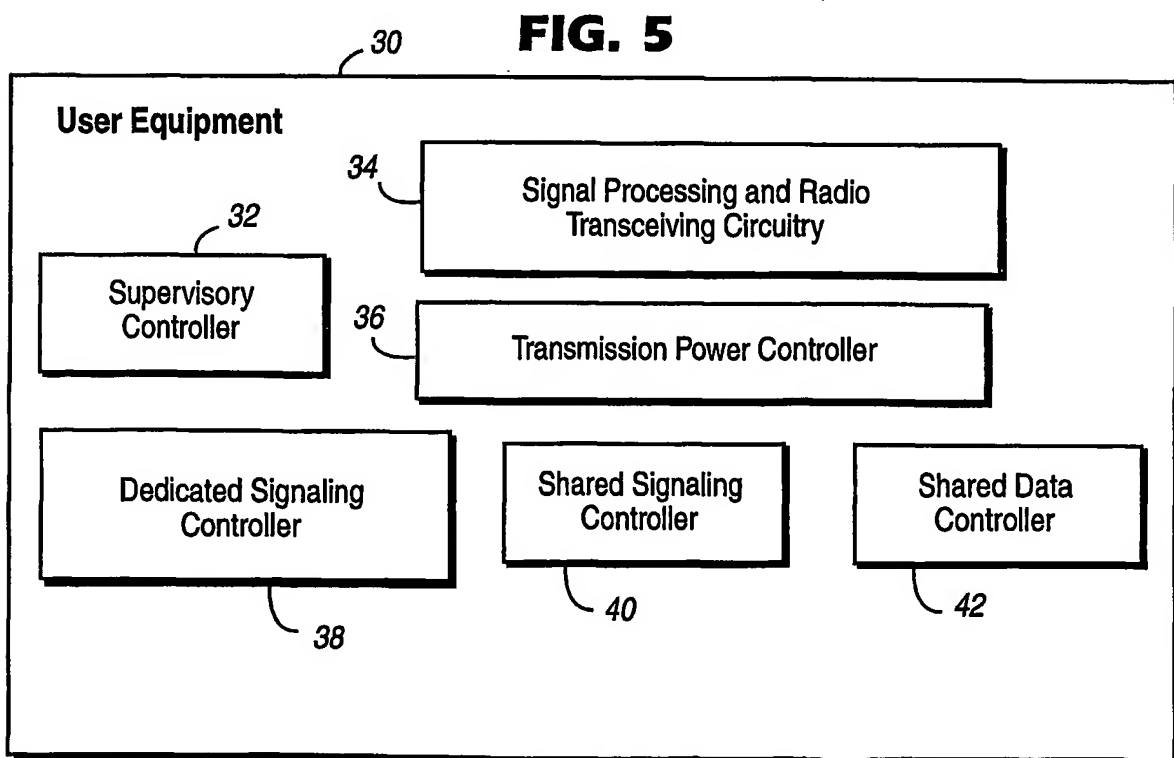 FIG. 5
30
User Equipment
34
Signal Processing and Radio
Transceiving Circuitry
32
Supervisory
Controller
36
Transmission Power Controller
Dedicated Signaling
Controller
38
Shared Signaling
Controller
40
Shared Data
Controller
42